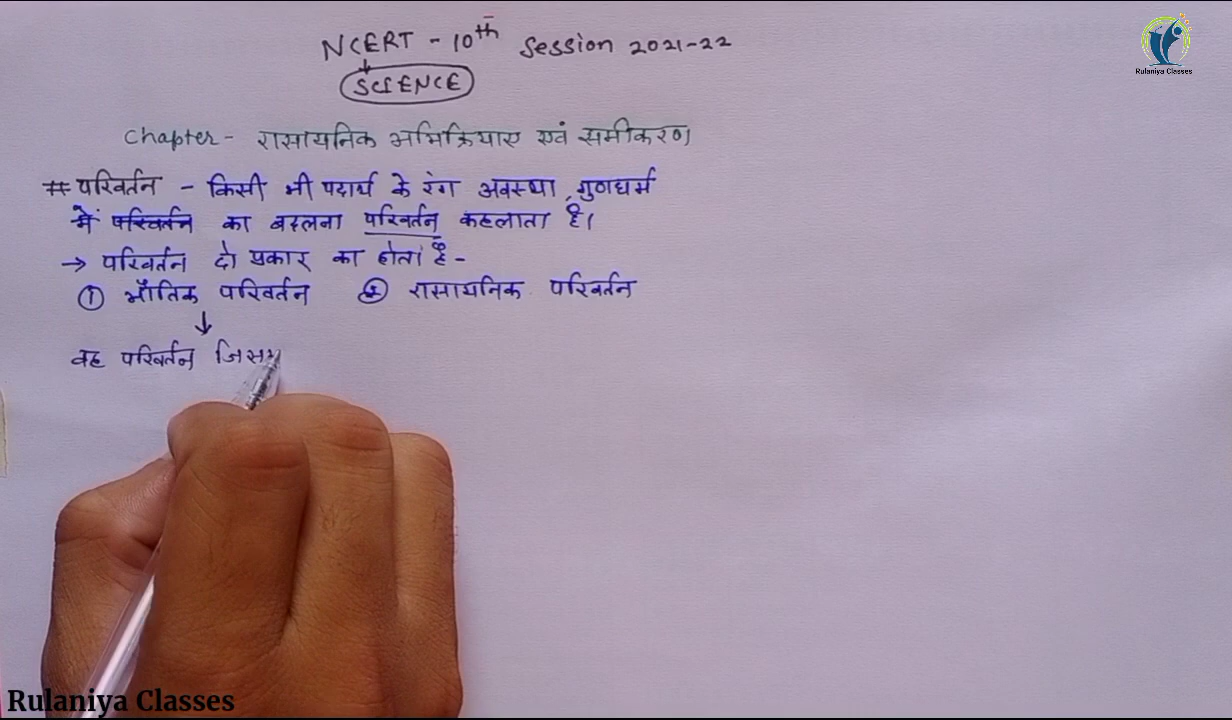 NCERT - 10th Session 2021-22
SCIENCE
Rulaniya Classes
Chapter - रासायनिक अभिक्रियाए एवं समीकरण
# परिवर्तन - किसी भी पदार्थ के रंग अवस्था, गुणधर्म
में परिवर्तन का बदलना परिवर्तन कहलाता है।
→ परिवर्तन दो प्रकार का होता है -
① भौतिक परिवर्तन ② रासायनिक परिवर्तन
↓
वह परिवर्तन
Rulaniya Classes